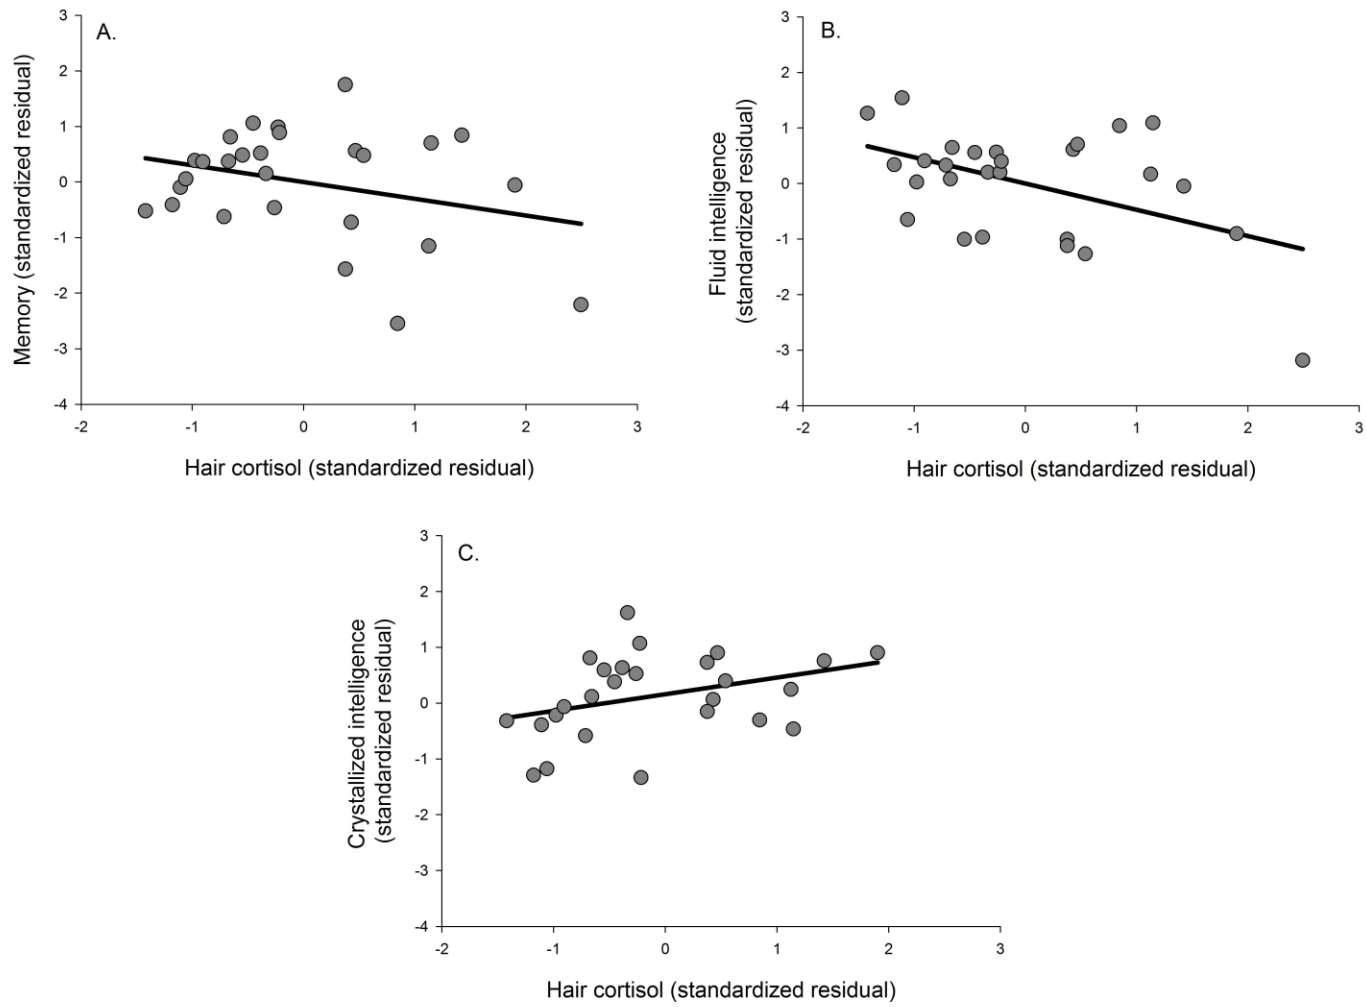 A.
3
2
1
0
-1
-2
-3
-4
-2 -1 0 1 2 3
Memory (standardized residual)
Hair cortisol (standardized residual)
B.
3
2
1
0
-1
-2
-3
-4
-2 -1 0 1 2 3
Fluid intelligence
(standardized residual)
Hair cortisol (standardized residual)
C.
3
2
1
0
-1
-2
-3
-4
-2 -1 0 1 2 3
Crystallized intelligence
(standardized residual)
Hair cortisol (standardized residual)